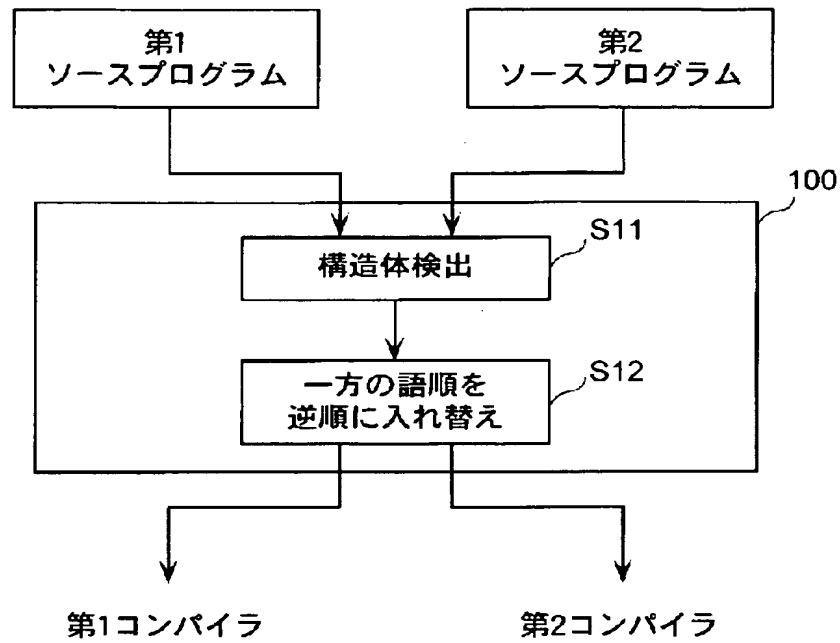 第1
ソースプログラム
第2
ソースプログラム
100
構造体検出
S11
一方の語順を
逆順に入れ替え
S12
第1コンパイラ
第2コンパイラ